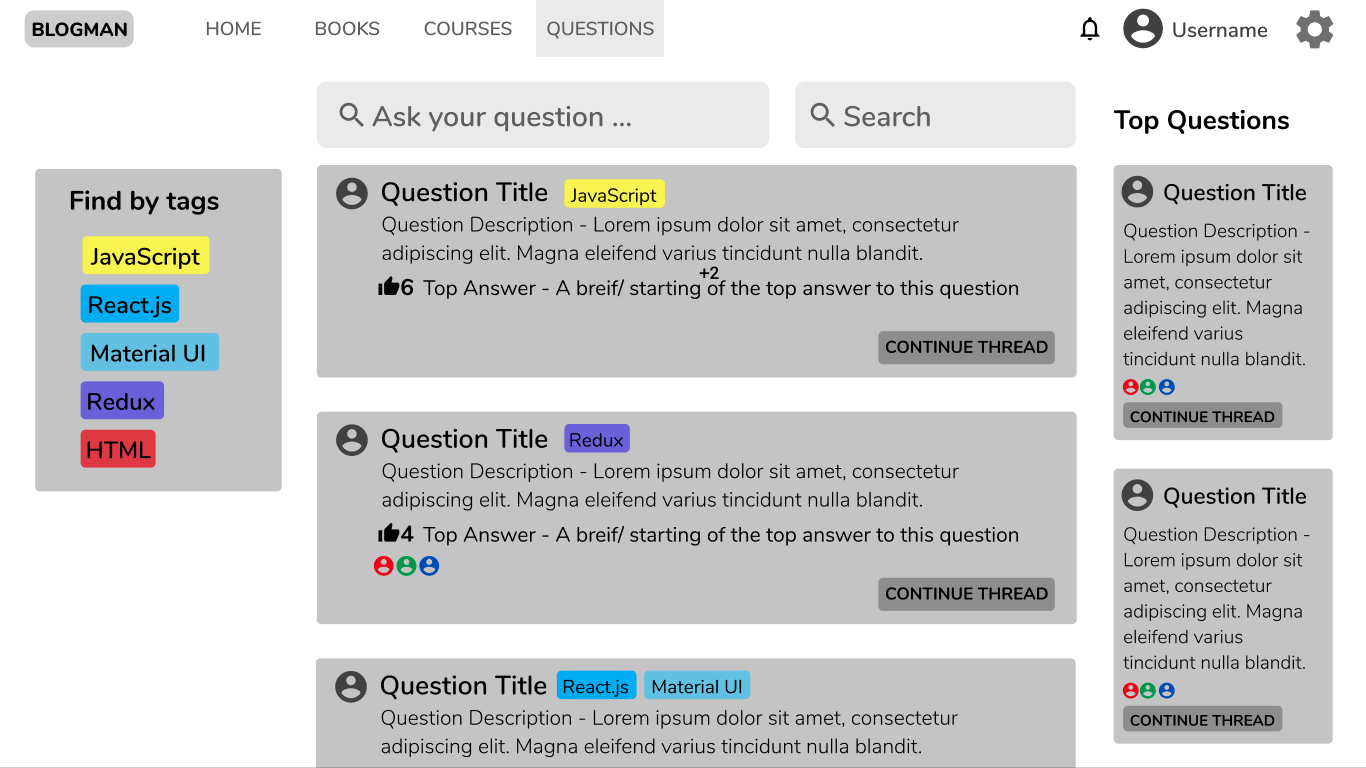 BLOGMAN
HOME
BOOKS
COURSES
QUESTIONS
Username
Ask your question ...
Search
Top Questions
Find by tags
JavaScript
React.js
Material UI
Redux
HTML
Question Title
JavaScript
Question Description - Lorem ipsum dolor sit amet, consectetur
adipiscing elit. Magna eleifend varius tincidunt nulla blandit.
+2
6 Top Answer - A breif/ starting of the top answer to this question
CONTINUE THREAD
Question Title
Redux
Question Description - Lorem ipsum dolor sit amet, consectetur
adipiscing elit. Magna eleifend varius tincidunt nulla blandit.
4 Top Answer - A breif/ starting of the top answer to this question
CONTINUE THREAD
Question Title
React.js
Material UI
Question Description - Lorem ipsum dolor sit amet, consectetur
adipiscing elit. Magna eleifend varius tincidunt nulla blandit.
Question Title
Question Description -
Lorem ipsum dolor sit
amet, consectetur
adipiscing elit. Magna
eleifend varius
tincidunt nulla blandit.
CONTINUE THREAD
Question Title
Question Description -
Lorem ipsum dolor sit
amet, consectetur
adipiscing elit. Magna
eleifend varius
tincidunt nulla blandit.
CONTINUE THREAD